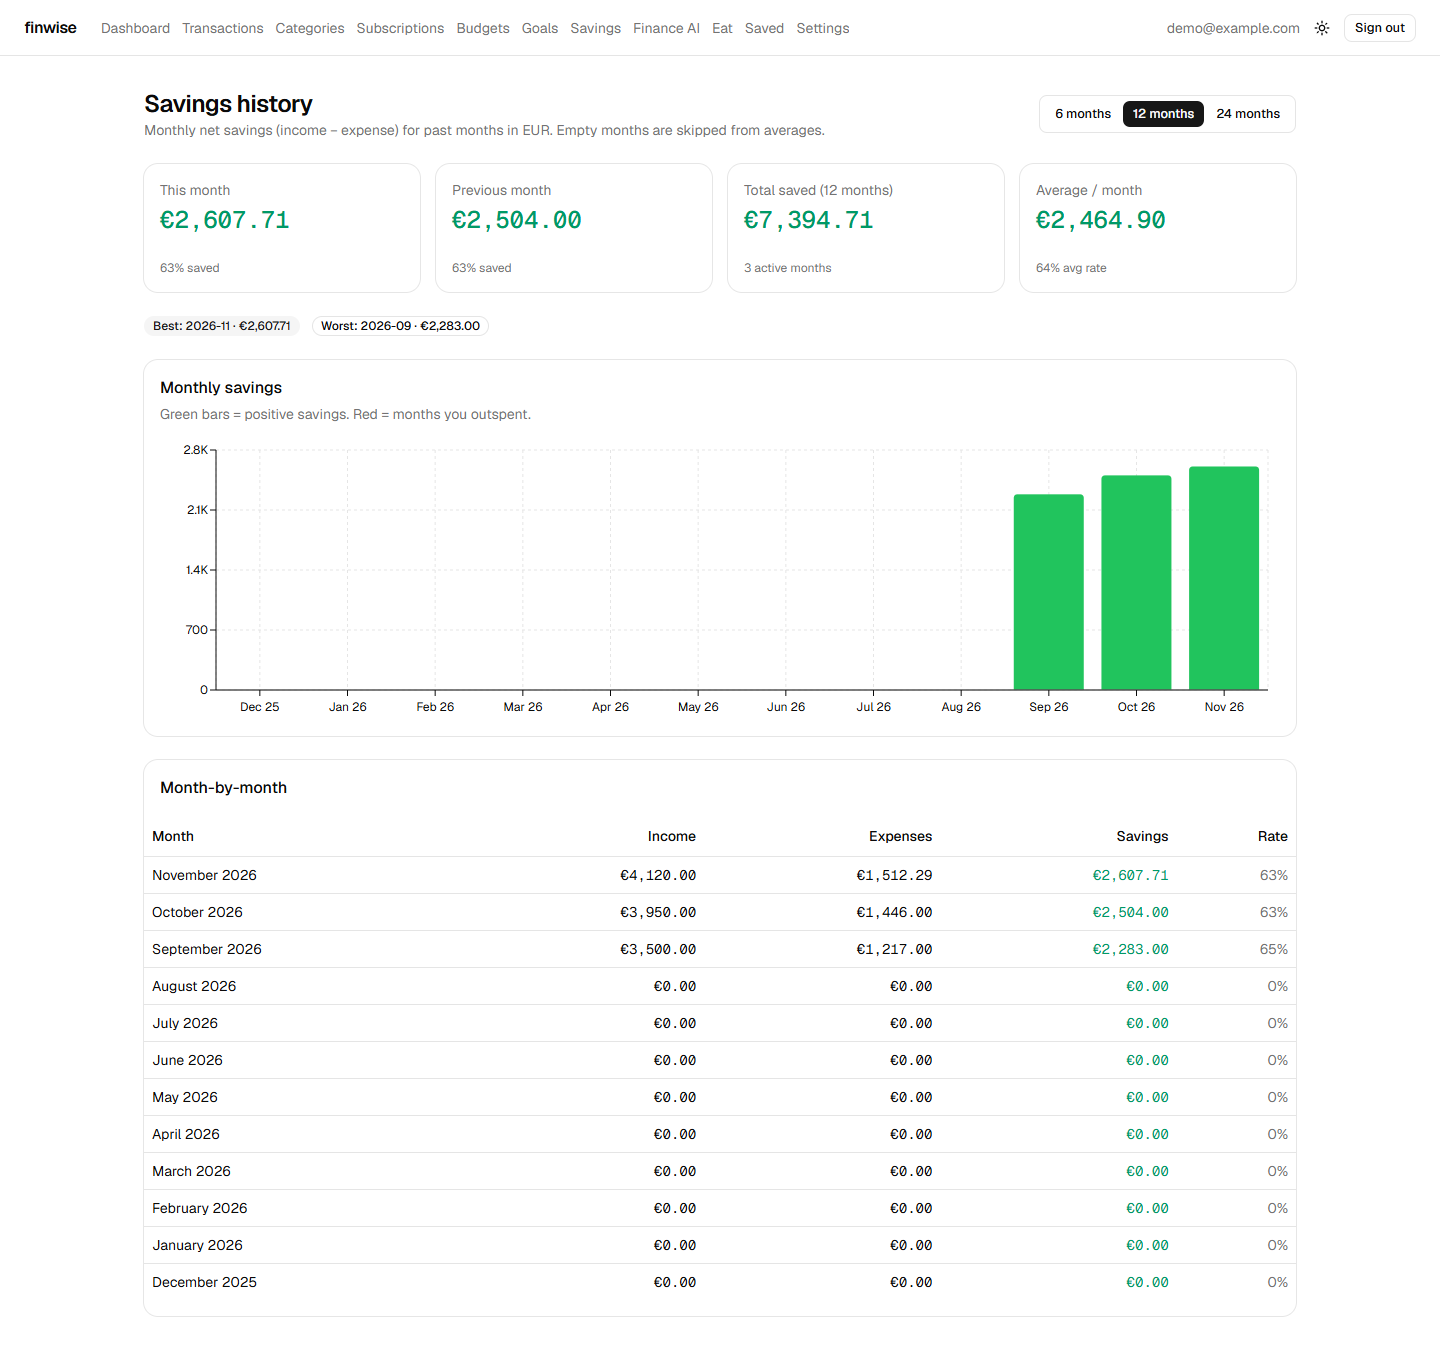 finwise Dashboard Transactions Categories Subscriptions Budgets Goals Savings Finance AI Eat Saved Settings demo@example.com Sign out
Savings history
Monthly net savings (income – expense) for past months in EUR. Empty months are skipped from averages.
6 months 12 months 24 months
This month
€2,607.71
63% saved
Previous month
€2,504.00
63% saved
Total saved (12 months)
€7,394.71
3 active months
Average / month
€2,464.90
64% avg rate
Best: 2026-11 · €2,607.71 Worst: 2026-09 · €2,283.00
Monthly savings
Green bars = positive savings. Red = months you outspent.
2.8K
2.1K
1.4K
700
0
Dec 25 Jan 26 Feb 26 Mar 26 Apr 26 May 26 Jun 26 Jul 26 Aug 26 Sep 26 Oct 26 Nov 26
Month-by-month
Month Income Expenses Savings Rate
November 2026 €4,120.00 €1,512.29 €2,607.71 63%
October 2026 €3,950.00 €1,446.00 €2,504.00 63%
September 2026 €3,500.00 €1,217.00 €2,283.00 65%
August 2026 €0.00 €0.00 €0.00 0%
July 2026 €0.00 €0.00 €0.00 0%
June 2026 €0.00 €0.00 €0.00 0%
May 2026 €0.00 €0.00 €0.00 0%
April 2026 €0.00 €0.00 €0.00 0%
March 2026 €0.00 €0.00 €0.00 0%
February 2026 €0.00 €0.00 €0.00 0%
January 2026 €0.00 €0.00 €0.00 0%
December 2025 €0.00 €0.00 €0.00 0%